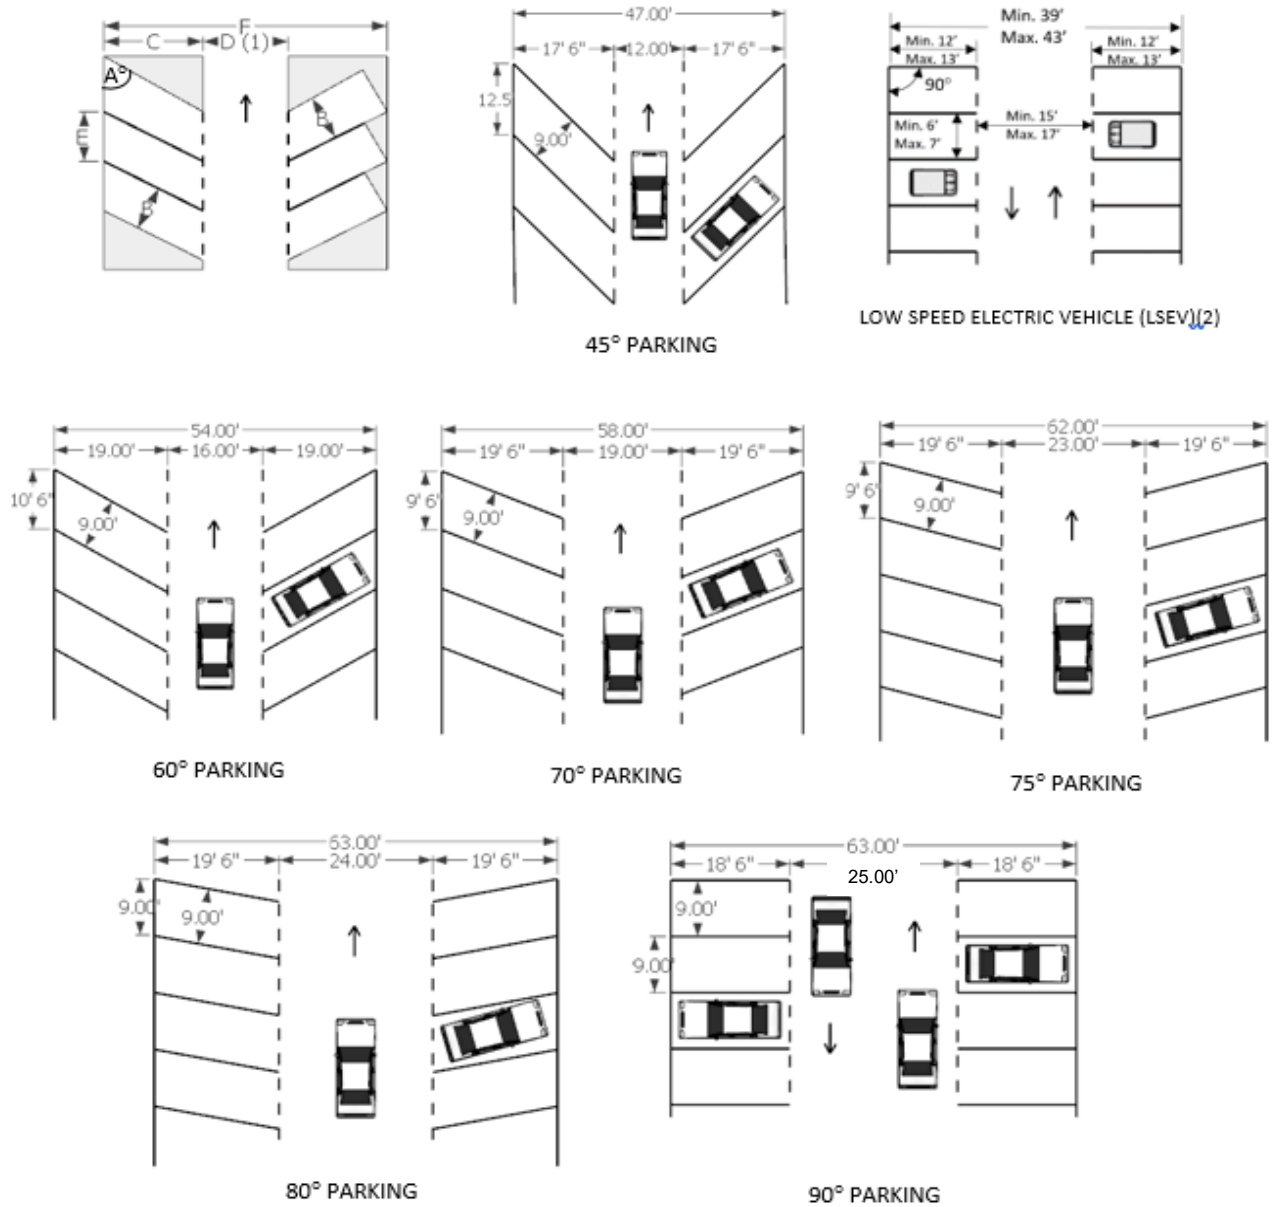 F
C
D (1)
A°
B
E
B
47.00'
17' 6"
12.00'
17' 6"
12.5
9.00'
45° PARKING
Min. 39'
Max. 43'
Min. 12'
Max. 13'
Min. 12'
Max. 13'
90°
Min. 15'
Max. 17'
Min. 6'
Max. 7'
LOW SPEED ELECTRIC VEHICLE (LSEV)(2)
54.00'
19.00'
16.00'
19.00'
10' 6"
9.00'
60° PARKING
58.00'
19' 6"
19.00'
19' 6"
9' 6"
9.00'
70° PARKING
62.00'
19' 6"
23.00'
19' 6"
9' 6"
9.00'
75° PARKING
63.00'
19' 6"
24.00'
19' 6"
9.00'
9.00'
80° PARKING
63.00'
18' 6"
25.00'
18' 6"
9.00'
9.00'
90° PARKING